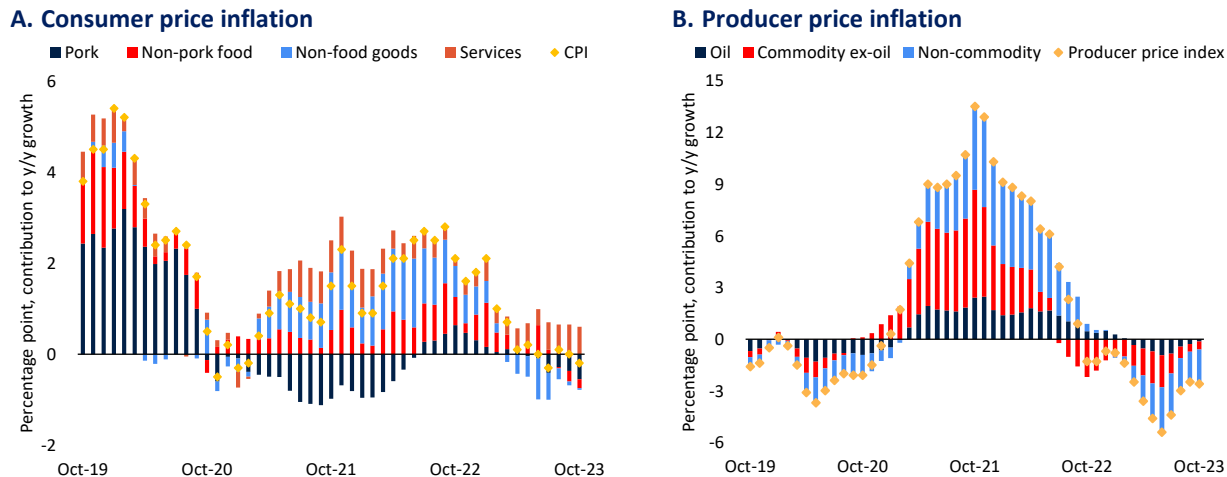 A. Consumer price inflation
Pork Non-pork food Non-food goods Services CPI
Percentage point, contribution to y/y growth
6
4
2
0
-2
Oct-19 Oct-20 Oct-21 Oct-22 Oct-23
B. Producer price inflation
Oil Commodity ex-oil Non-commodity Producer price index
Percentage point, contribution to y/y growth
15
12
9
6
3
0
-3
-6
Oct-19 Oct-20 Oct-21 Oct-22 Oct-23